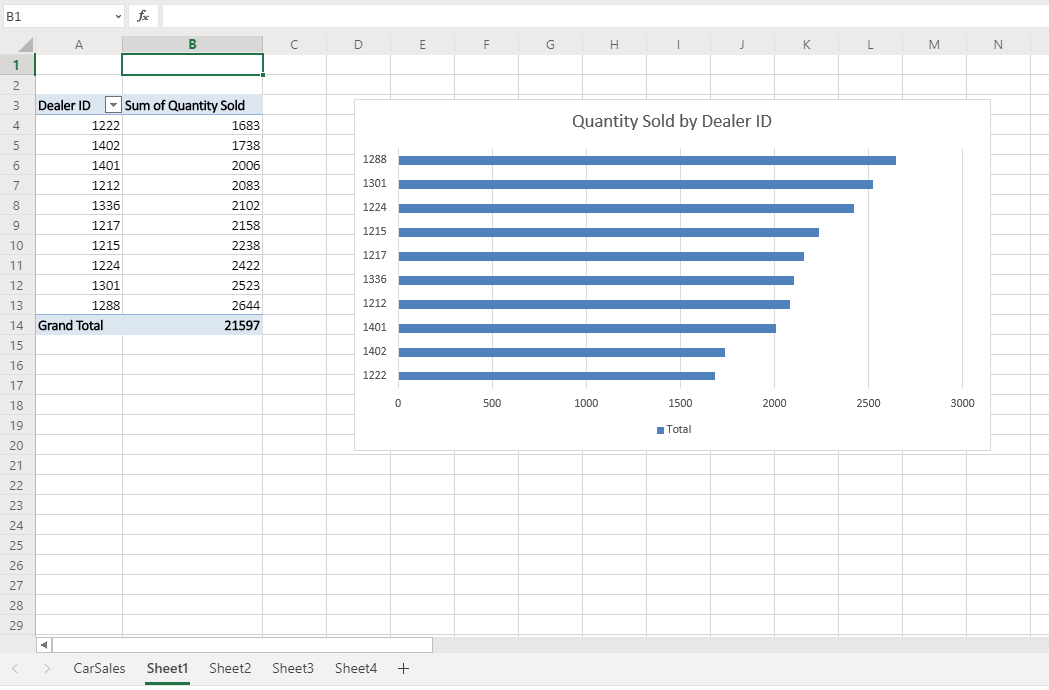 B1 fx
A B C D E F G H I J K L M N
1
2
3 Dealer ID Sum of Quantity Sold
4 1222 1683
5 1402 1738
6 1401 2006
7 1212 2083
8 1336 2102
9 1217 2158
10 1215 2238
11 1224 2422
12 1301 2523
13 1288 2644
14 Grand Total 21597
15
16
17
18
19
20
21
22
23
24
25
26
27
28
29
Quantity Sold by Dealer ID
1288
1301
1224
1215
1217
1336
1212
1401
1402
1222
0 500 1000 1500 2000 2500 3000
Total
CarSales Sheet1 Sheet2 Sheet3 Sheet4